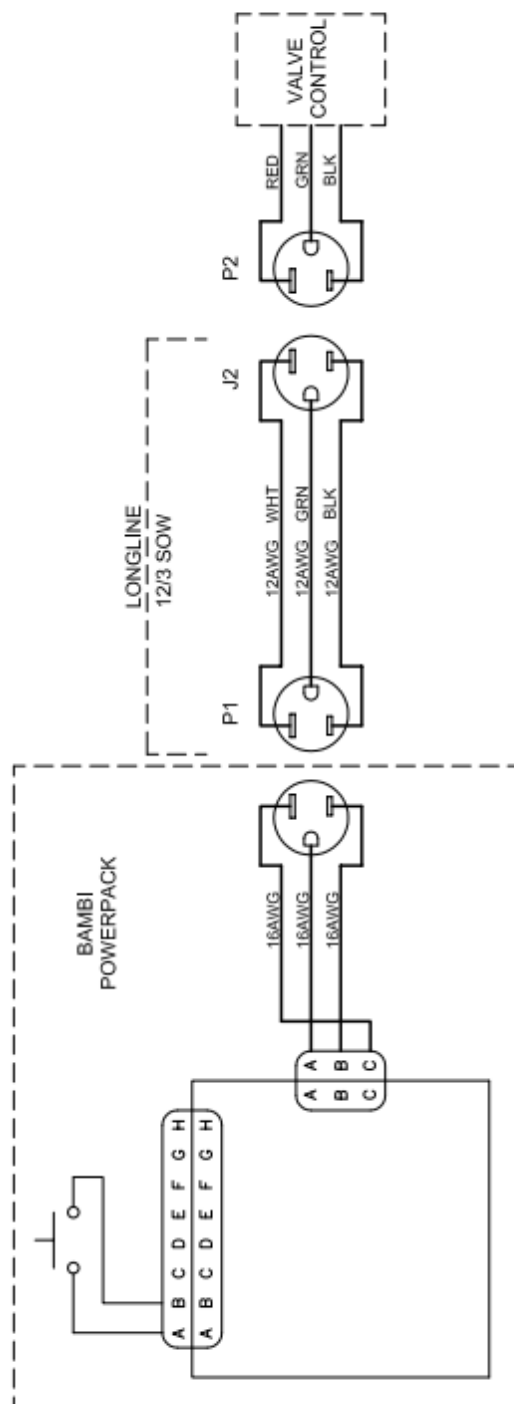 VALVE
CONTROL
RED
GRN
BLK
P2
J2
LONGLINE
12/3 SOW
12AWG WHT
12AWG GRN
12AWG BLK
P1
BAMBI
POWERPACK
16AWG
16AWG
16AWG
A B C
A B C
A B C D E F G H
A B C D E F G H